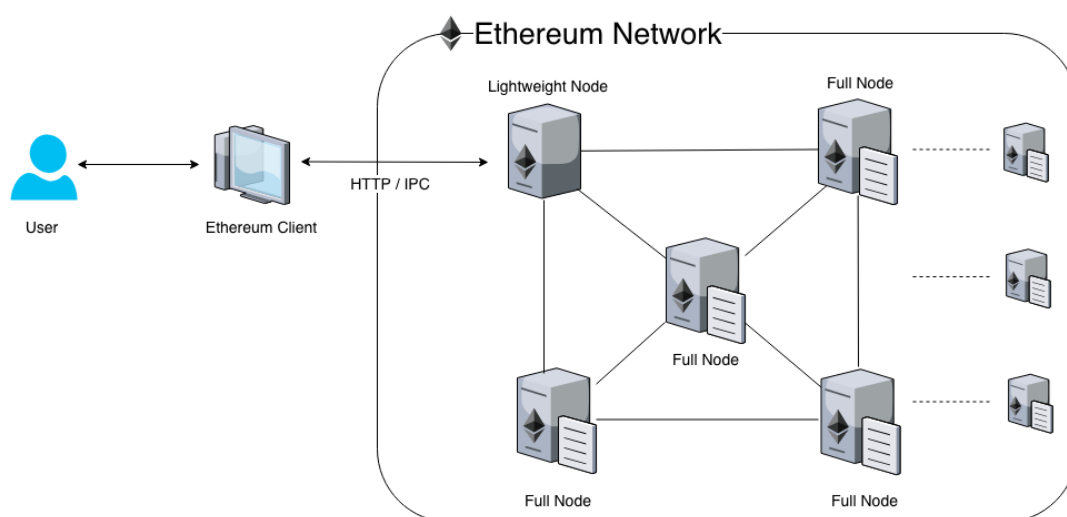 Ethereum Network
Lightweight Node
Full Node
HTTP / IPC
User
Ethereum Client
Full Node
Full Node
Full Node